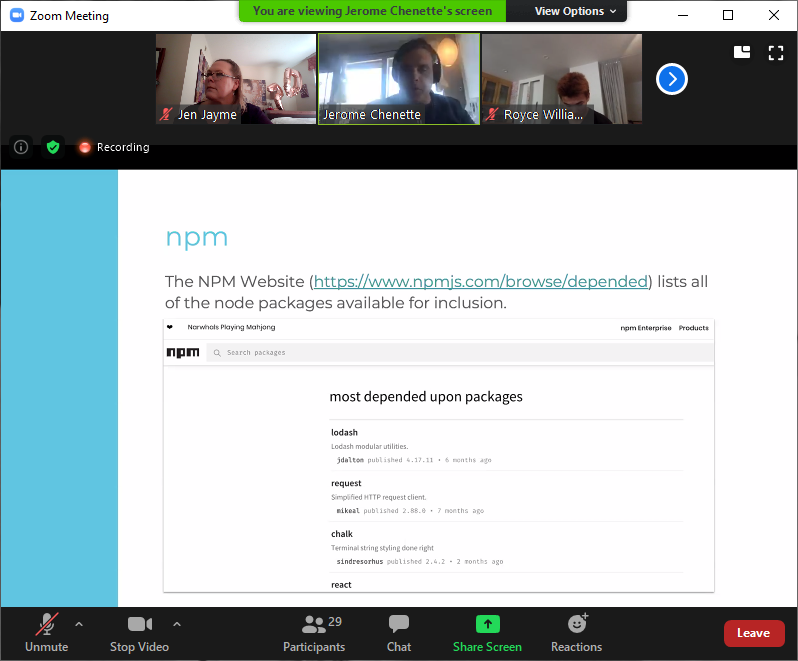 Zoom Meeting
You are viewing Jerome Chenette's screen
View Options
Jen Jayme
Jerome Chenette
Royce Willia...
Recording
npm
The NPM Website (https://www.npmjs.com/browse/depended) lists all
of the node packages available for inclusion.
❤ Narwhals Playing Mahjong
npm Enterprise Products
npm
Search packages
most depended upon packages
lodash
Lodash modular utilities.
jdalton published 4.17.11 • 6 months ago
request
Simplified HTTP request client.
mikeal published 2.88.0 • 7 months ago
chalk
Terminal string styling done right
sindresorhus published 2.4.2 • 2 months ago
react
Unmute
Stop Video
29
Participants
Chat
Share Screen
Reactions
Leave